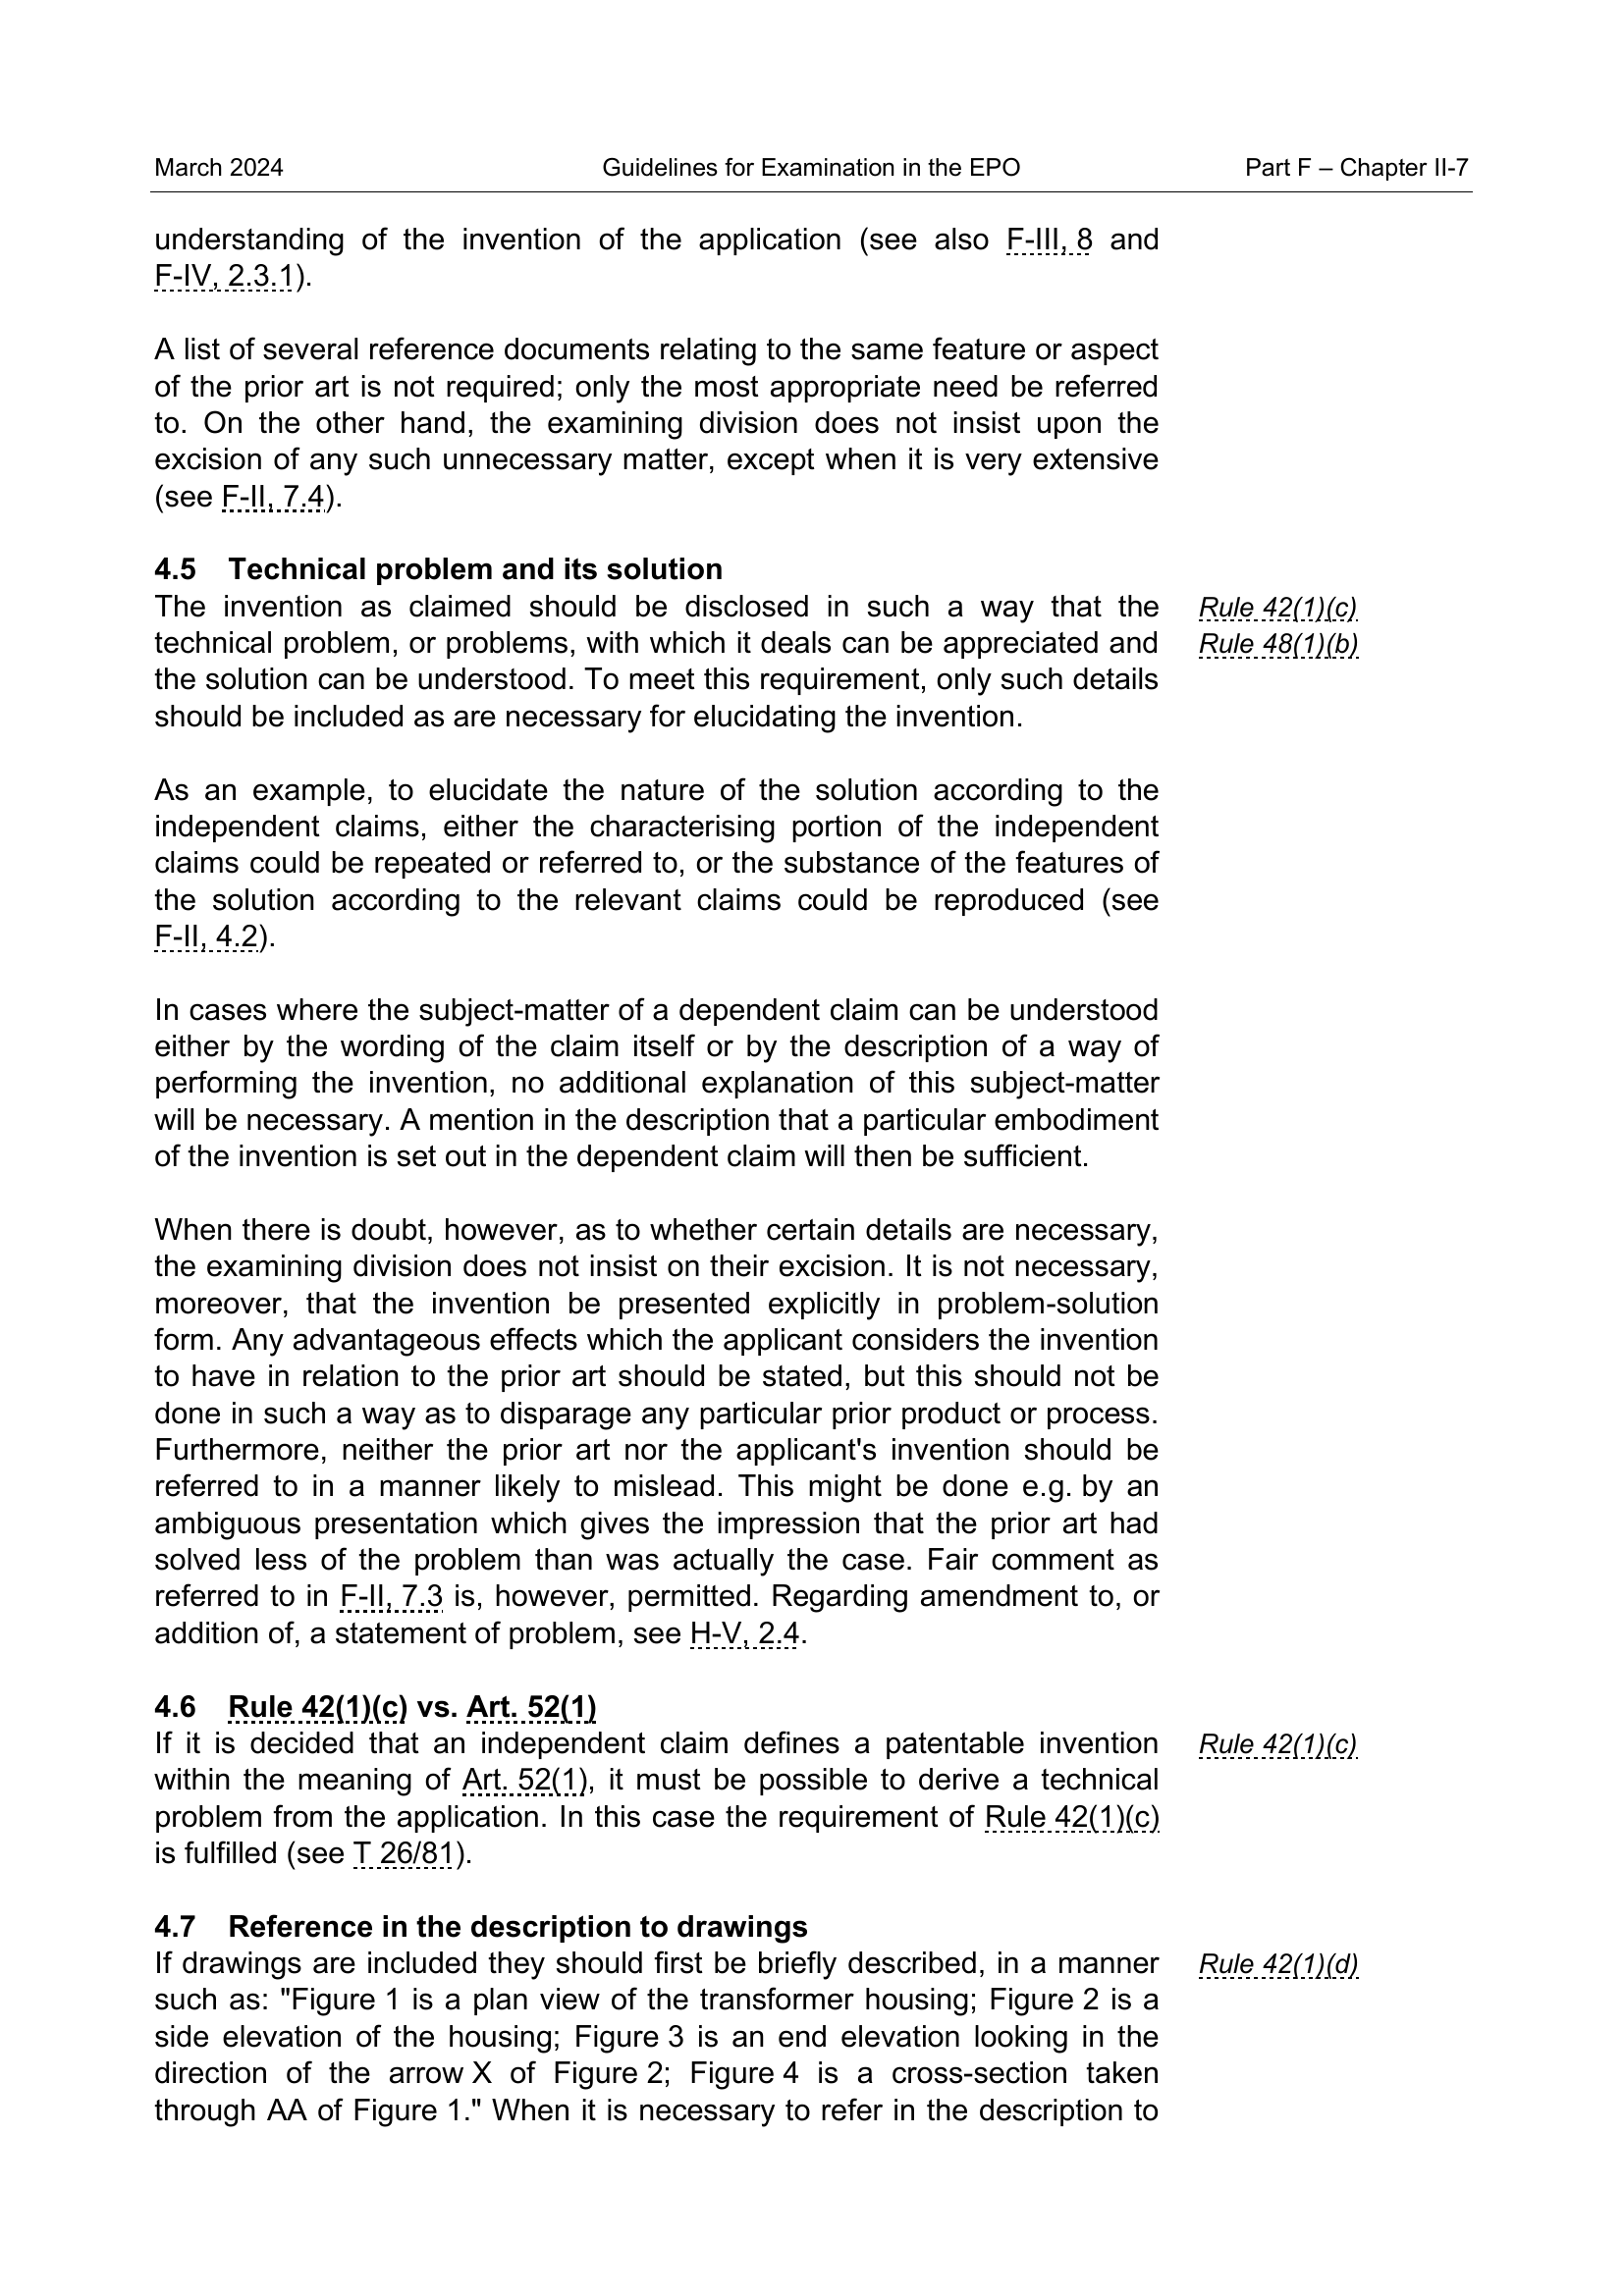 March 2024 Guidelines for Examination in the EPO Part F – Chapter II-7
understanding of the invention of the application (see also F-III, 8 and
F-IV, 2.3.1).
A list of several reference documents relating to the same feature or aspect
of the prior art is not required; only the most appropriate need be referred
to. On the other hand, the examining division does not insist upon the
excision of any such unnecessary matter, except when it is very extensive
(see F-II, 7.4).
4.5 Technical problem and its solution
The invention as claimed should be disclosed in such a way that the
Rule 42(1)(c)
technical problem, or problems, with which it deals can be appreciated and
Rule 48(1)(b)
the solution can be understood. To meet this requirement, only such details
should be included as are necessary for elucidating the invention.
As an example, to elucidate the nature of the solution according to the
independent claims, either the characterising portion of the independent
claims could be repeated or referred to, or the substance of the features of
the solution according to the relevant claims could be reproduced (see
F-II, 4.2).
In cases where the subject-matter of a dependent claim can be understood
either by the wording of the claim itself or by the description of a way of
performing the invention, no additional explanation of this subject-matter
will be necessary. A mention in the description that a particular embodiment
of the invention is set out in the dependent claim will then be sufficient.
When there is doubt, however, as to whether certain details are necessary,
the examining division does not insist on their excision. It is not necessary,
moreover, that the invention be presented explicitly in problem-solution
form. Any advantageous effects which the applicant considers the invention
to have in relation to the prior art should be stated, but this should not be
done in such a way as to disparage any particular prior product or process.
Furthermore, neither the prior art nor the applicant's invention should be
referred to in a manner likely to mislead. This might be done e.g. by an
ambiguous presentation which gives the impression that the prior art had
solved less of the problem than was actually the case. Fair comment as
referred to in F-II, 7.3 is, however, permitted. Regarding amendment to, or
addition of, a statement of problem, see H-V, 2.4.
4.6 Rule 42(1)(c) vs. Art. 52(1)
If it is decided that an independent claim defines a patentable invention
Rule 42(1)(c)
within the meaning of Art. 52(1), it must be possible to derive a technical
problem from the application. In this case the requirement of Rule 42(1)(c)
is fulfilled (see T 26/81).
4.7 Reference in the description to drawings
If drawings are included they should first be briefly described, in a manner
Rule 42(1)(d)
such as: "Figure 1 is a plan view of the transformer housing; Figure 2 is a
side elevation of the housing; Figure 3 is an end elevation looking in the
direction of the arrow X of Figure 2; Figure 4 is a cross-section taken
through AA of Figure 1." When it is necessary to refer in the description to